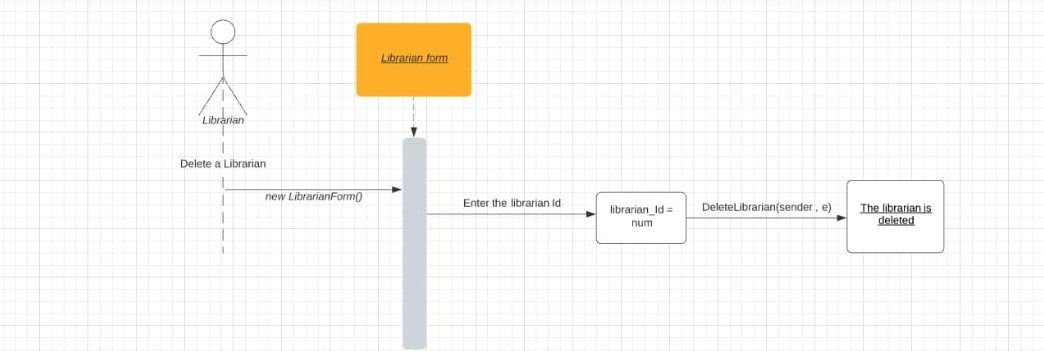 Librarian form
Librarian
Delete a Librarian
new LibrarianForm()
Enter the librarian Id
librarian_Id =
num
DeleteLibrarian(sender , e)
The librarian is
deleted